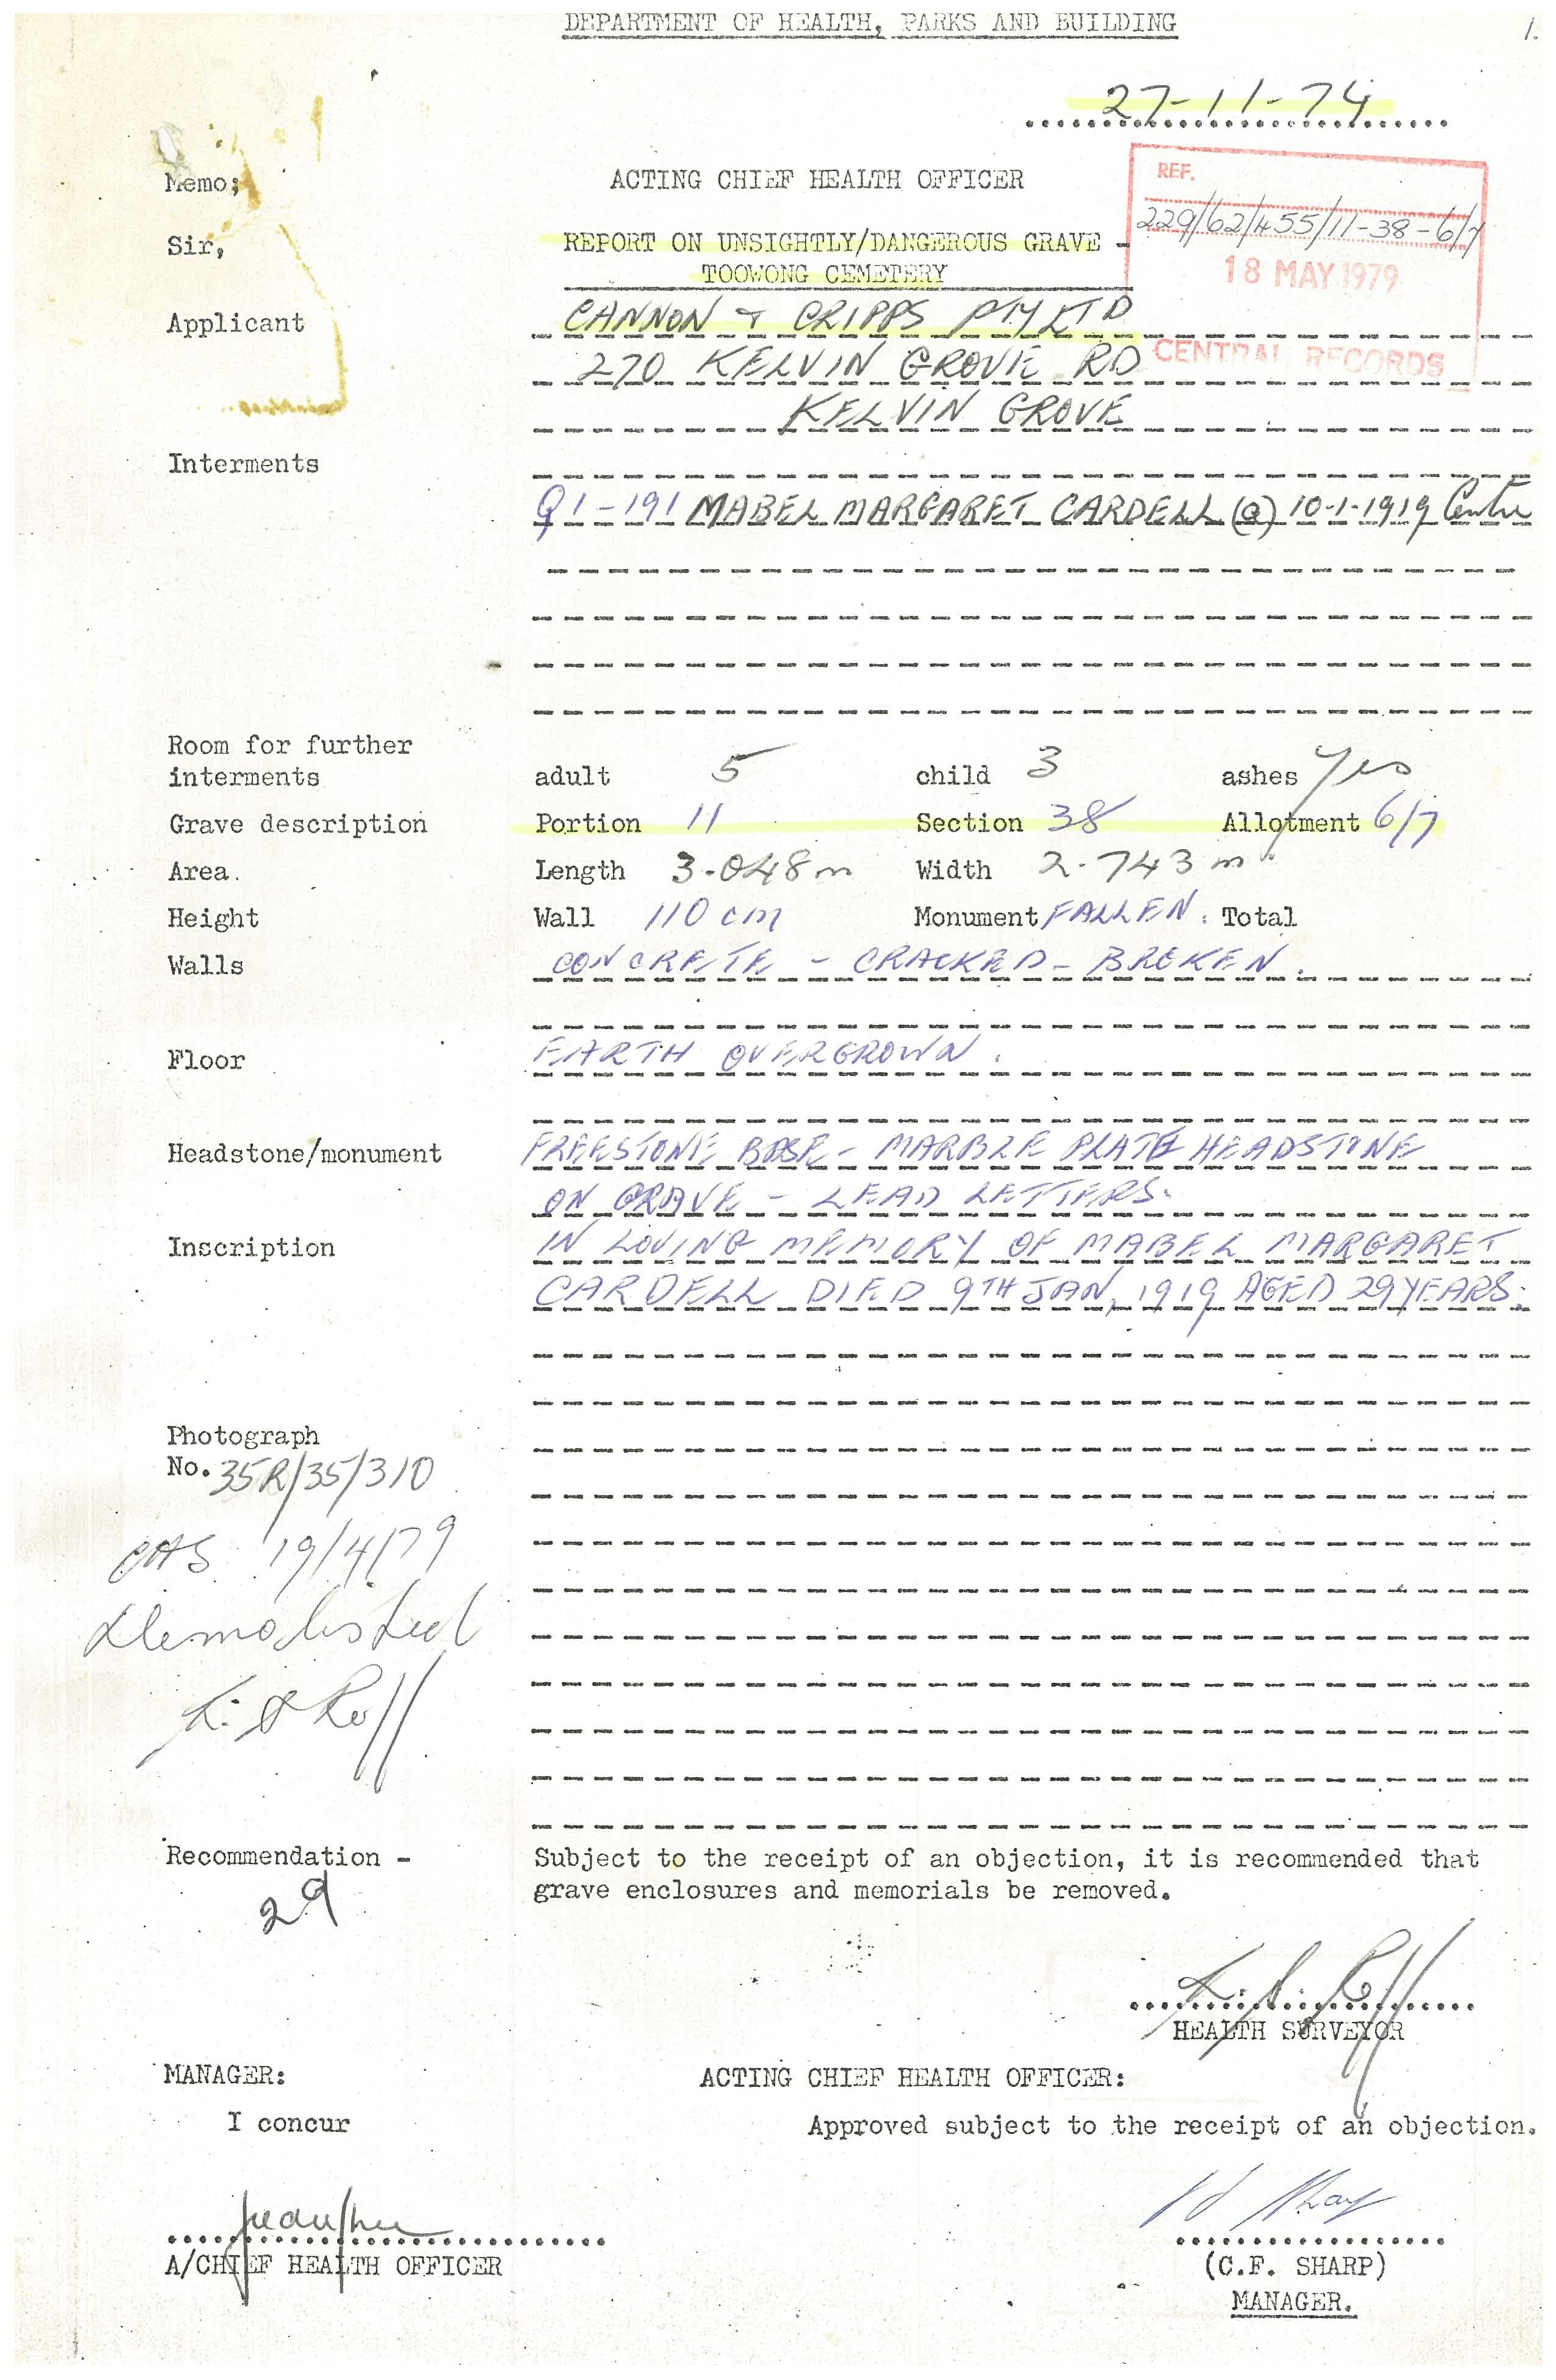 DEPARTMENT OF HEALTH, PARKS AND BUILDING
1.
27-11-74
Memo; ACTING CHIEF HEALTH OFFICER
REF.
229/62/455/11-38-6/7
Sir, REPORT ON UNSIGHTLY/DANGEROUS GRAVE -
TOOWONG CEMETERY
18 MAY 1979
Applicant CANNON & CRIPPS PTY LTD
270 KELVIN GROVE RD
CENTRAL RECORDS
KELVIN GROVE
Interments
Q1-191 MABEL MARGARET CARDELL (a) 10-1-1919 Centre
Room for further
interments adult 5 child 3 ashes Yes
Grave description Portion 11 Section 38 Allotment 6/7
Area. Length 3.048m Width 2.743m
Height Wall 110 cm Monument FALLEN. Total
Walls CONCRETE - CRACKED - BROKEN.
Floor EARTH OVERGROWN.
Headstone/monument FREESTONE BASE - MARBLE PLATE HEADSTONE
ON GRAVE - LEAD LETTERS.
Inscription IN LOVING MEMORY OF MABEL MARGARET
CARDELL DIED 9TH JAN, 1919 AGED 29 YEARS.
Photograph
No. 35R/35/310
19/4/79
Demolished
Roff
Recommendation - Subject to the receipt of an objection, it is recommended that
grave enclosures and memorials be removed.
29
Roff
HEALTH SURVEYOR
MANAGER: ACTING CHIEF HEALTH OFFICER:
I concur Approved subject to the receipt of an objection.
A/CHIEF HEALTH OFFICER (C.F. SHARP)
MANAGER.